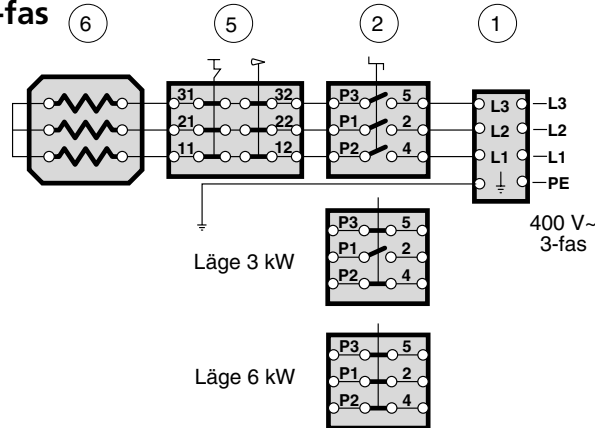 -fas
6 5 2 1
31 32 P3 5 L3 L3
21 22 P1 2 L2 L2
11 12 P2 4 L1 L1
PE
400 V~
3-fas
Läge 3 kW
P3 5
P1 2
P2 4
Läge 6 kW
P3 5
P1 2
P2 4